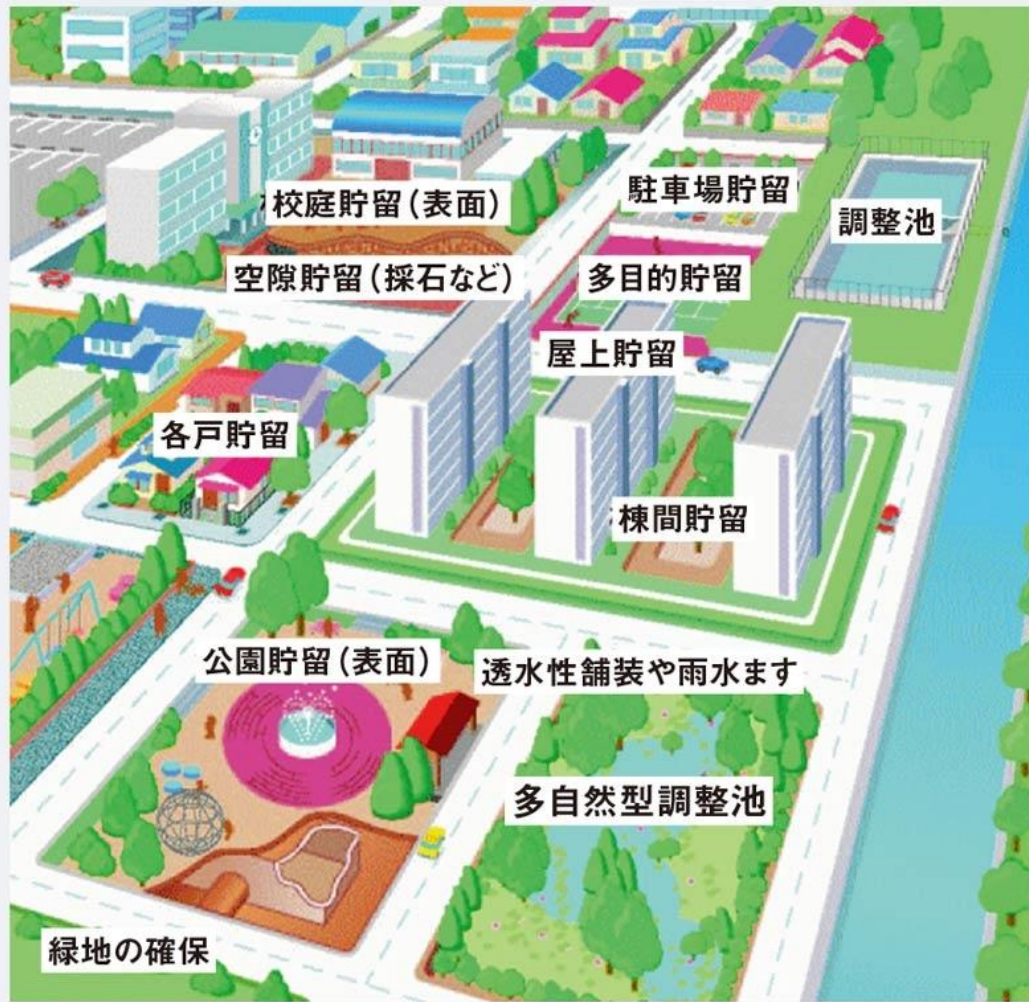 校庭貯留(表面)
駐車場貯留
調整池
空隙貯留(採石など)
多目的貯留
屋上貯留
各戸貯留
棟間貯留
公園貯留(表面)
透水性舗装や雨水ます
多自然型調整池
緑地の確保